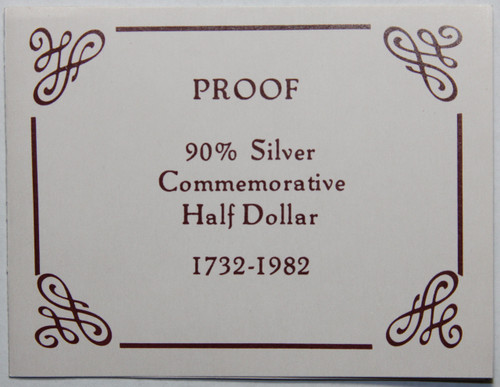 PROOF
90% Silver
Commemorative
Half Dollar
1732-1982